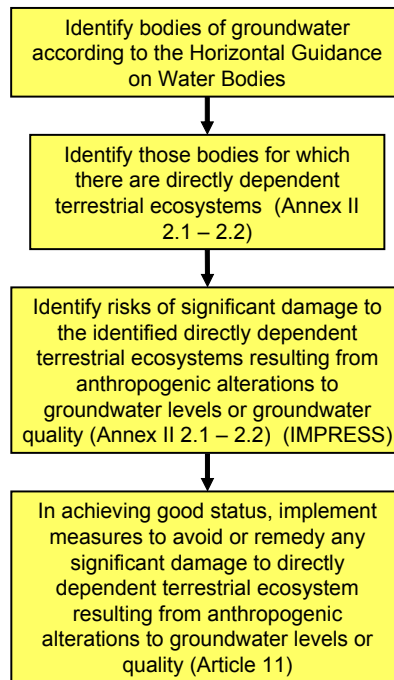 Identify bodies of groundwater
according to the Horizontal Guidance
on Water Bodies
Identify those bodies for which
there are directly dependent
terrestrial ecosystems (Annex II
2.1 – 2.2)
Identify risks of significant damage to
the identified directly dependent
terrestrial ecosystems resulting from
anthropogenic alterations to
groundwater levels or groundwater
quality (Annex II 2.1 – 2.2) (IMPRESS)
In achieving good status, implement
measures to avoid or remedy any
significant damage to directly
dependent terrestrial ecosystem
resulting from anthropogenic
alterations to groundwater levels or
quality (Article 11)